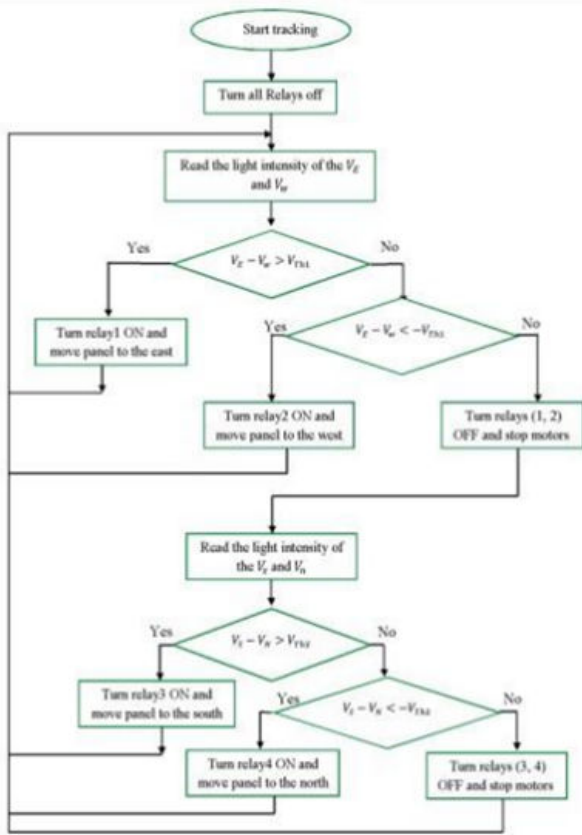 Start tracking
Turn all Relays off
Read the light intensity of the V_E
and V_W
Yes
No
V_E − V_w > V_Th1
Turn relay1 ON and
move panel to the east
Yes
No
V_E − V_w < −V_Th1
Turn relay2 ON and
move panel to the west
Turn relays (1, 2)
OFF and stop motors
Read the light intensity of
the V_s and V_n
Yes
No
V_s − V_N > V_Th2
Turn relay3 ON and
move panel to the south
Yes
No
V_s − V_N < −V_Th2
Turn relay4 ON and
move panel to the north
Turn relays (3, 4)
OFF and stop motors